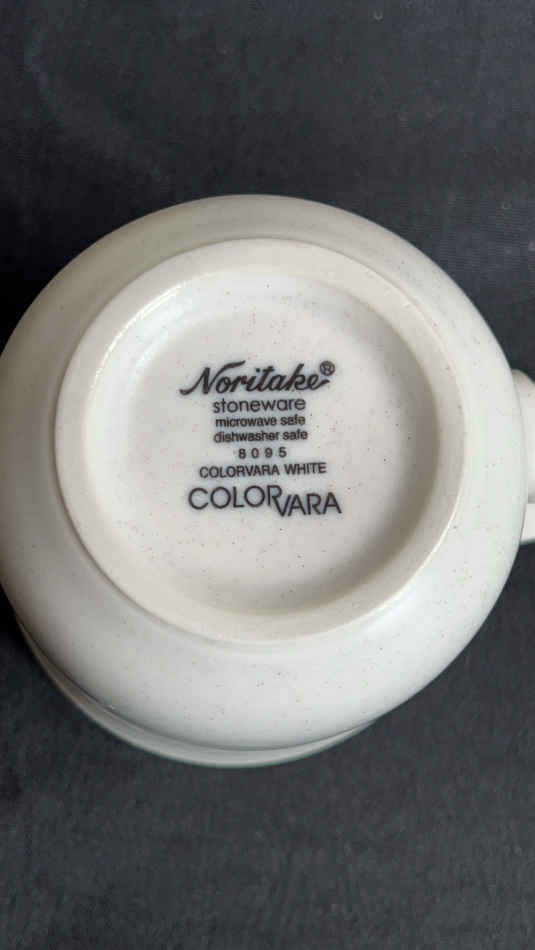 Noritake®
stoneware
microwave safe
dishwasher safe
8095
COLORVARA WHITE
COLORVARA